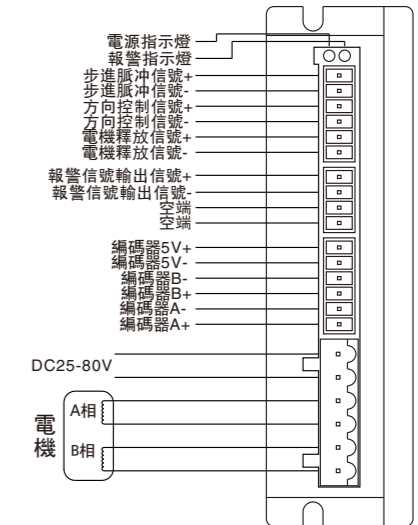 電源指示燈
報警指示燈
步進脈冲信號+
步進脈冲信號-
方向控制信號+
方向控制信號-
電機釋放信號+
電機釋放信號-
報警信號輸出信號+
報警信號輸出信號-
空端
空端
編碼器5V+
編碼器5V-
編碼器B-
編碼器B+
編碼器A-
編碼器A+
DC25-80V
電機
A相
B相